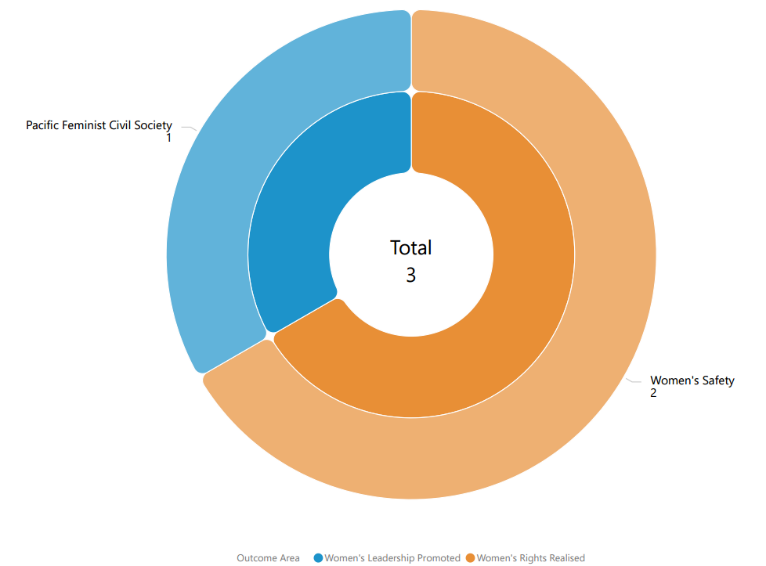 Total
3
Pacific Feminist Civil Society
1
Women's Safety
2
Outcome Area Women's Leadership Promoted Women's Rights Realised